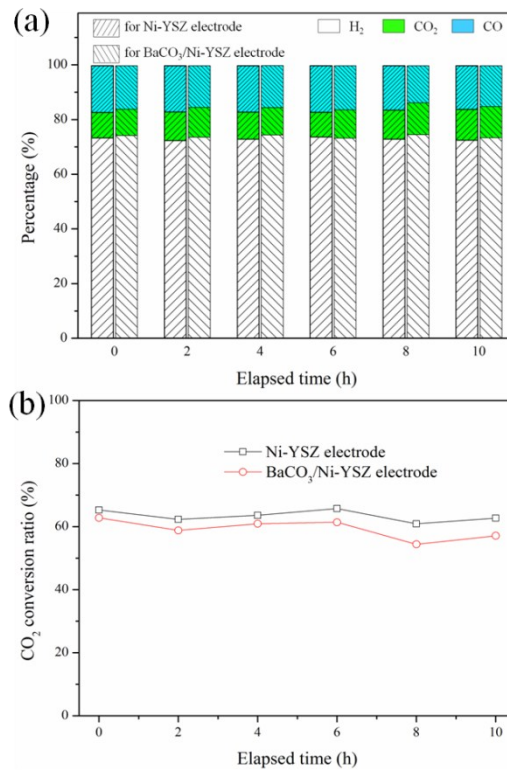 (a)
for Ni-YSZ electrode
H₂
CO₂
CO
for BaCO₃/Ni-YSZ electrode
100
80
60
40
20
0
Percentage (%)
0 2 4 6 8 10
Elapsed time (h)
(b)
100
80
60
40
20
0
CO₂ conversion ratio (%)
Ni-YSZ electrode
BaCO₃/Ni-YSZ electrode
0 2 4 6 8 10
Elapsed time (h)